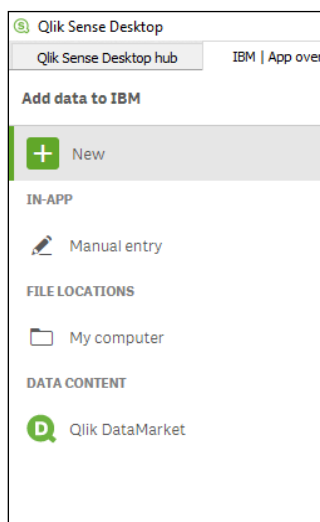 Qlik Sense Desktop
Qlik Sense Desktop hub IBM | App over
Add data to IBM
New
IN-APP
Manual entry
FILE LOCATIONS
My computer
DATA CONTENT
Qlik DataMarket